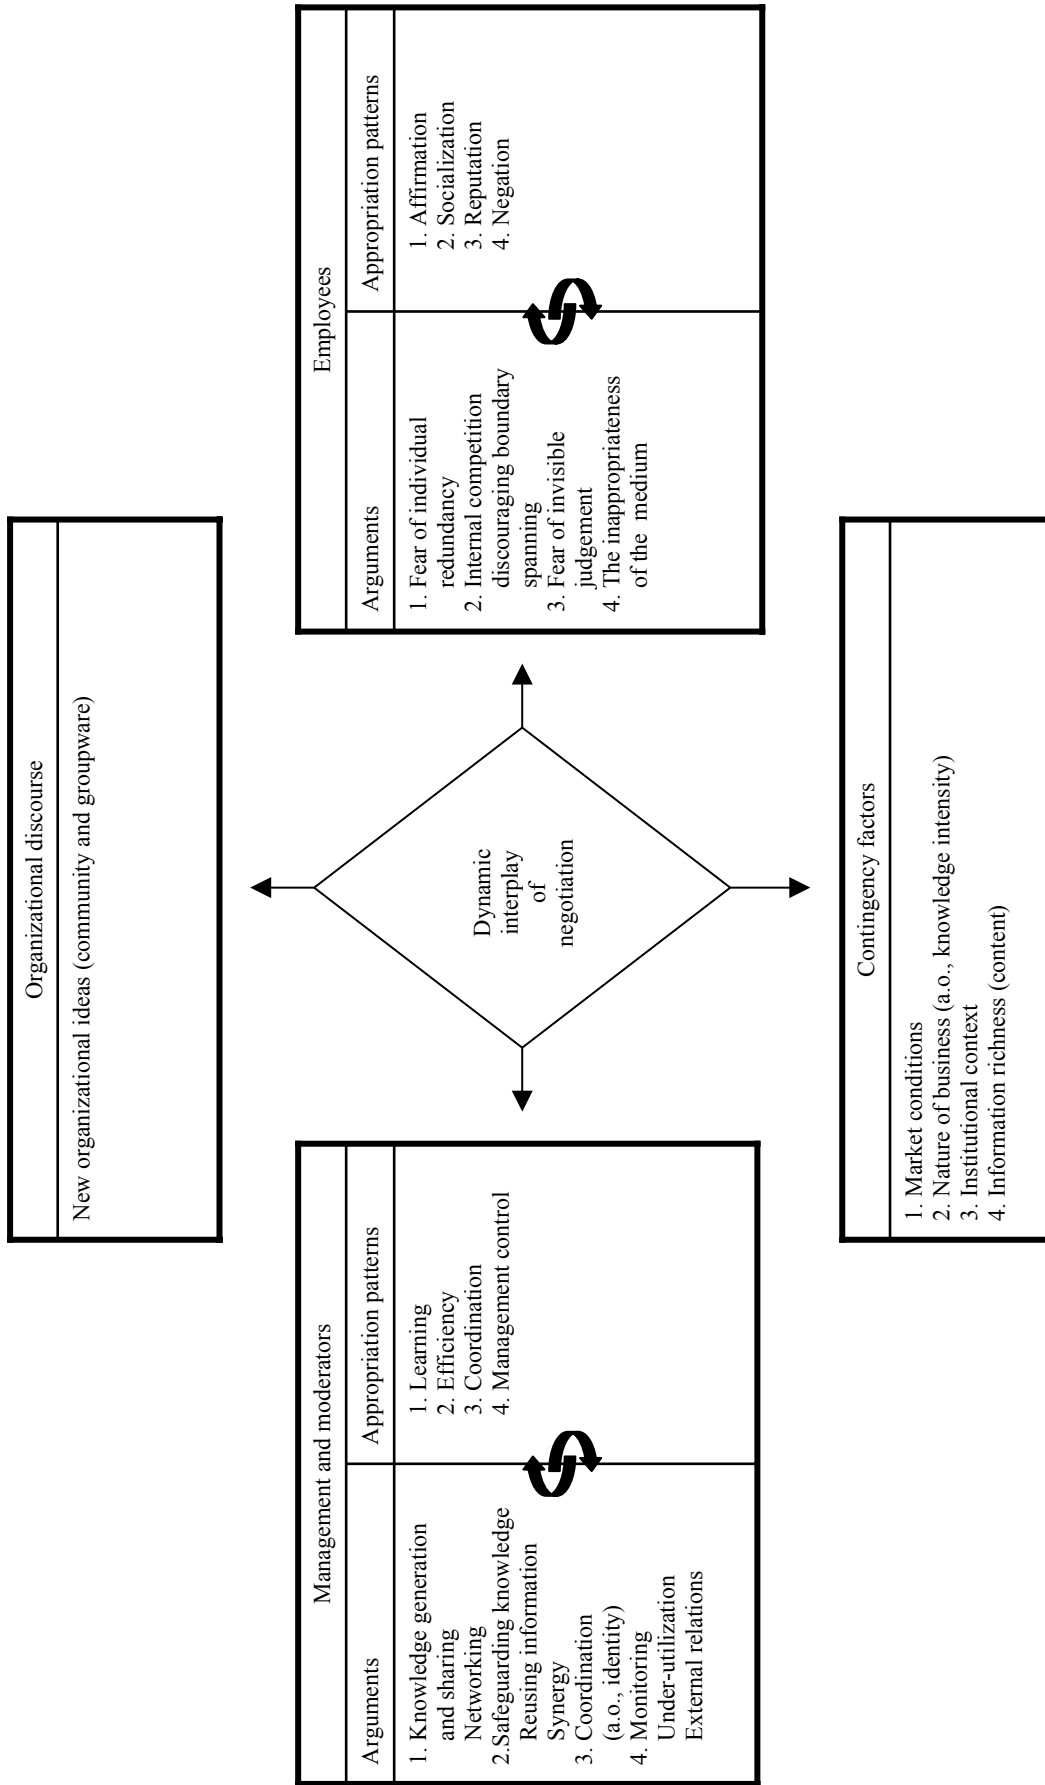 Organizational discourse
New organizational ideas (community and groupware)
Management and moderators
Arguments
Appropriation patterns
1. Knowledge generation
and sharing
Networking
2.Safeguarding knowledge
Reusing information
Synergy
3. Coordination
(a.o., identity)
4. Monitoring
Under-utilization
External relations
1. Learning
2. Efficiency
3. Coordination
4. Management control
Dynamic
interplay
of
negotiation
Employees
Arguments
Appropriation patterns
1. Fear of individual
redundancy
2. Internal competition
discouraging boundary
spanning
3. Fear of invisible
judgement
4. The inappropriateness
of the medium
1. Affirmation
2. Socialization
3. Reputation
4. Negation
Contingency factors
1. Market conditions
2. Nature of business (a.o., knowledge intensity)
3. Institutional context
4. Information richness (content)